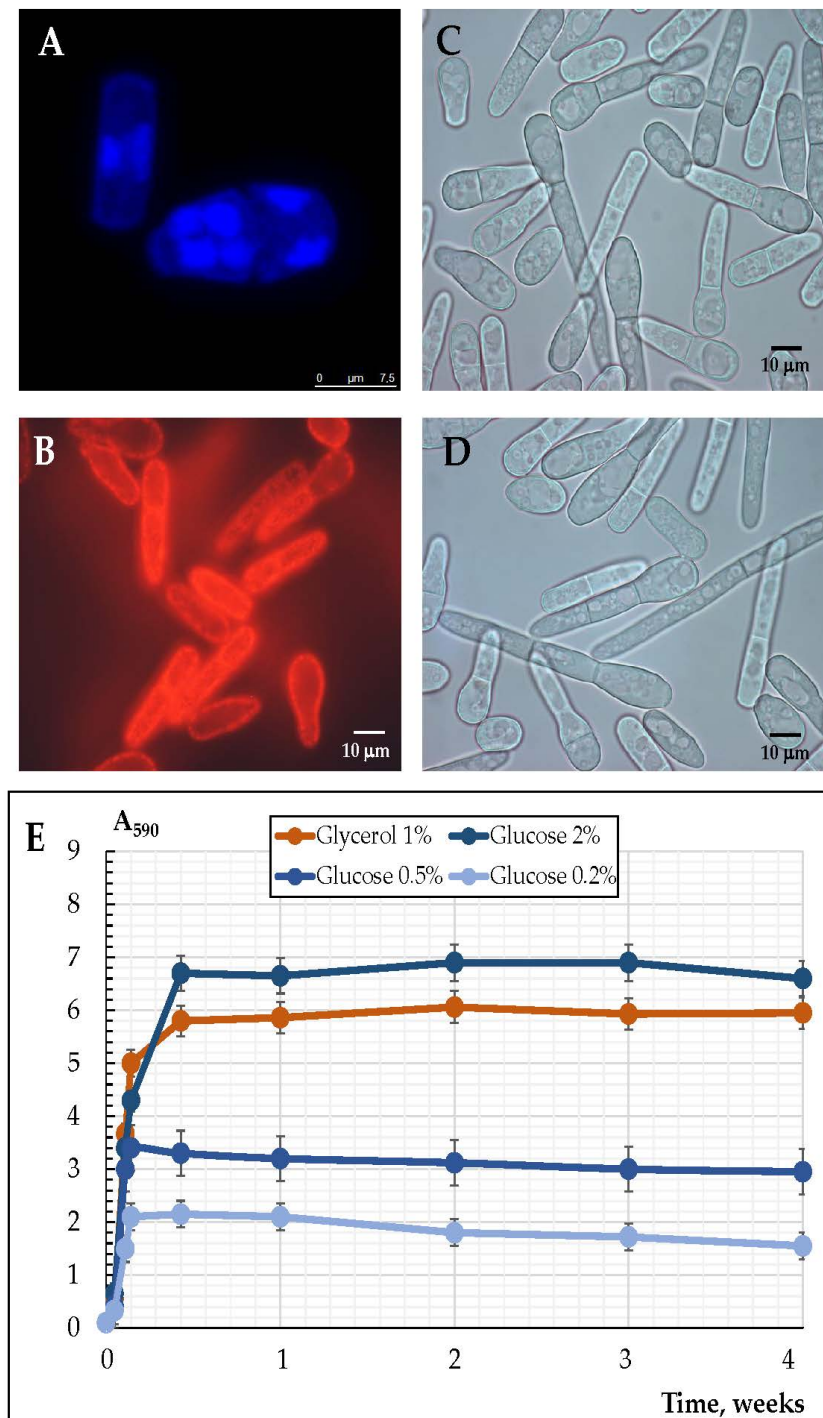 A
0 µm 7.5
C
10 µm
B
10 µm
D
10 µm
E
A590
Glycerol 1% Glucose 2%
Glucose 0.5% Glucose 0.2%
9
8
7
6
5
4
3
2
1
0
0 1 2 3 4
Time, weeks